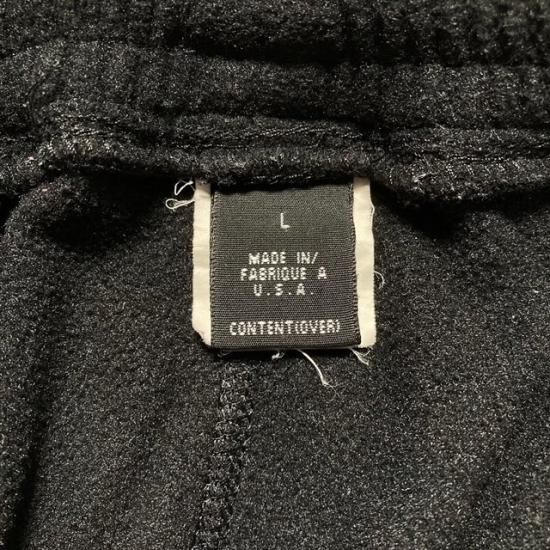 L
MADE IN/
FABRIQUE A
U.S.A.
CONTENT(OVER)